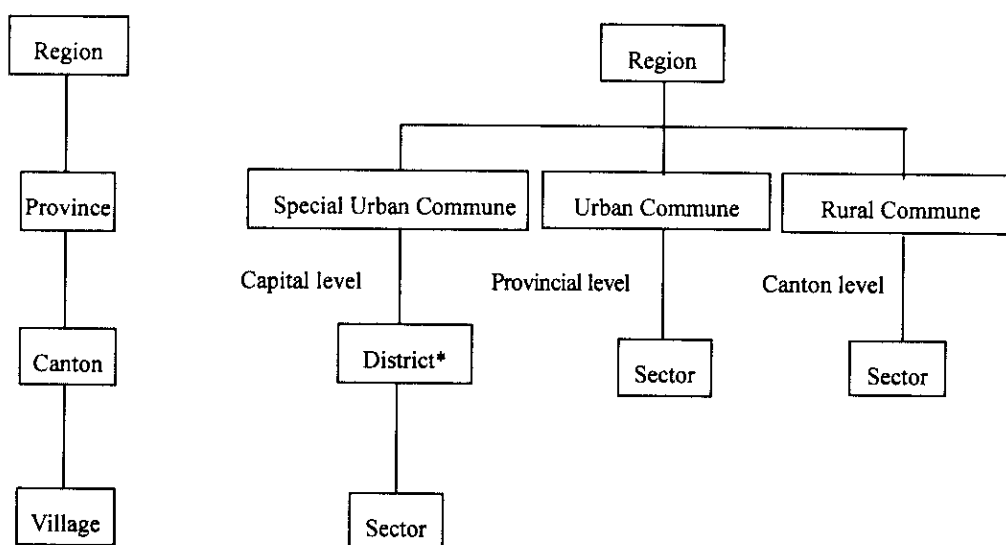 Region
Province
Canton
Village
Region
Special Urban Commune
Urban Commune
Rural Commune
Capital level
Provincial level
Canton level
District*
Sector
Sector
Sector